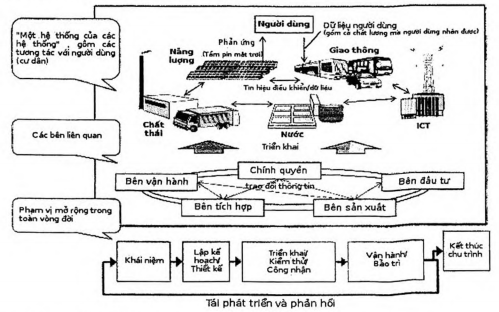 "Một hệ thống của các
hệ thống" , gồm các
tương tác với người dùng
(cư dân)
Các bên liên quan
Phạm vị mở rộng trong
toàn vòng đời
Người dùng
Dữ liệu người dùng
(gồm cả chất lượng mà người dùng nhận được)
Phản ứng
Năng
lượng
(Tấm pin mặt trời)
Giao thông
Tín hiệu điều khiển/dữ liệu
Chất
thải
Nước
ICT
Triển khai
Chính quyền
Bên vận hành
trao đổi thông tin
Bên đầu tư
Bên tích hợp
Bên sản xuất
Khái niệm
Lập kế
hoạch/
Thiết kế
Triển khai/
Kiểm thử/
Công nhận
Vận hành/
Bảo trì
Kết thúc
chu trình
Tái phát triển và phản hồi